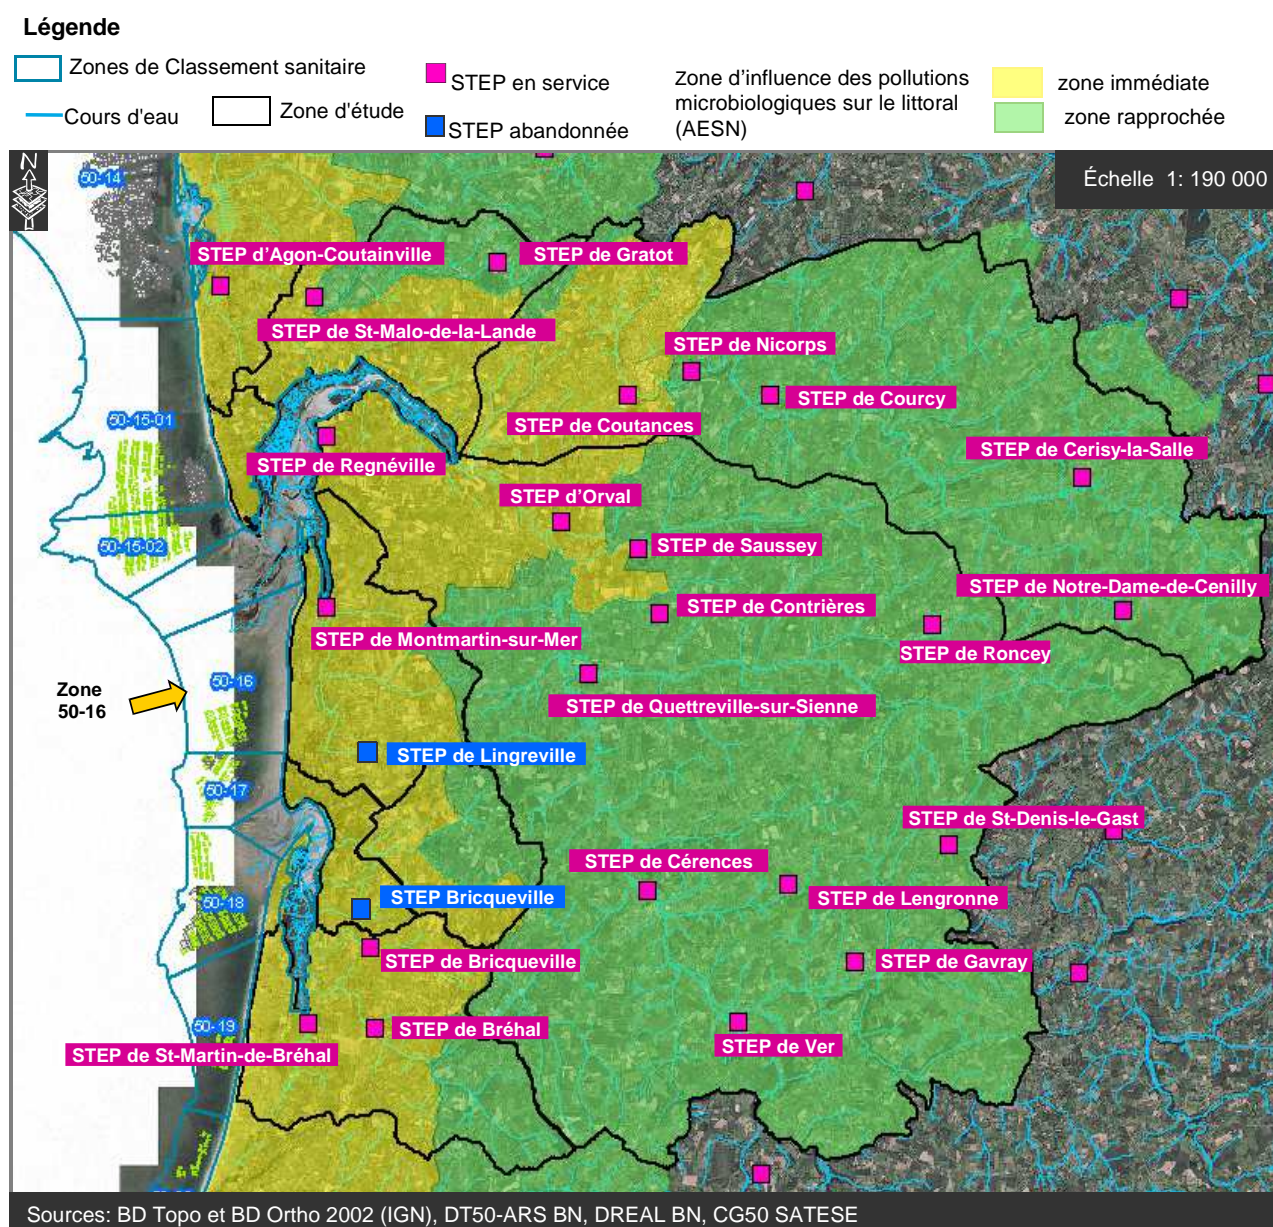 Légende
Zones de Classement sanitaire
Cours d'eau
Zone d'étude
STEP en service
STEP abandonnée
Zone d'influence des pollutions
microbiologiques sur le littoral
(AESN)
zone immédiate
zone rapprochée
N
Échelle 1: 190 000
50-14
STEP d'Agon-Coutainville
STEP de Gratot
STEP de St-Malo-de-la-Lande
STEP de Nicorps
STEP de Courcy
50-15-01
STEP de Coutances
STEP de Cerisy-la-Salle
STEP de Regnéville
STEP d'Orval
50-15-02
STEP de Saussey
STEP de Notre-Dame-de-Cenilly
STEP de Contrières
STEP de Montmartin-sur-Mer
STEP de Roncey
Zone
50-16
50-16
STEP de Quettreville-sur-Sienne
STEP de Lingreville
50-17
STEP de St-Denis-le-Gast
STEP de Cérences
STEP Bricqueville
STEP de Lengronne
50-18
STEP de Bricqueville
STEP de Gavray
50-19
STEP de Bréhal
STEP de St-Martin-de-Bréhal
STEP de Ver
Sources: BD Topo et BD Ortho 2002 (IGN), DT50-ARS BN, DREAL BN, CG50 SATESE